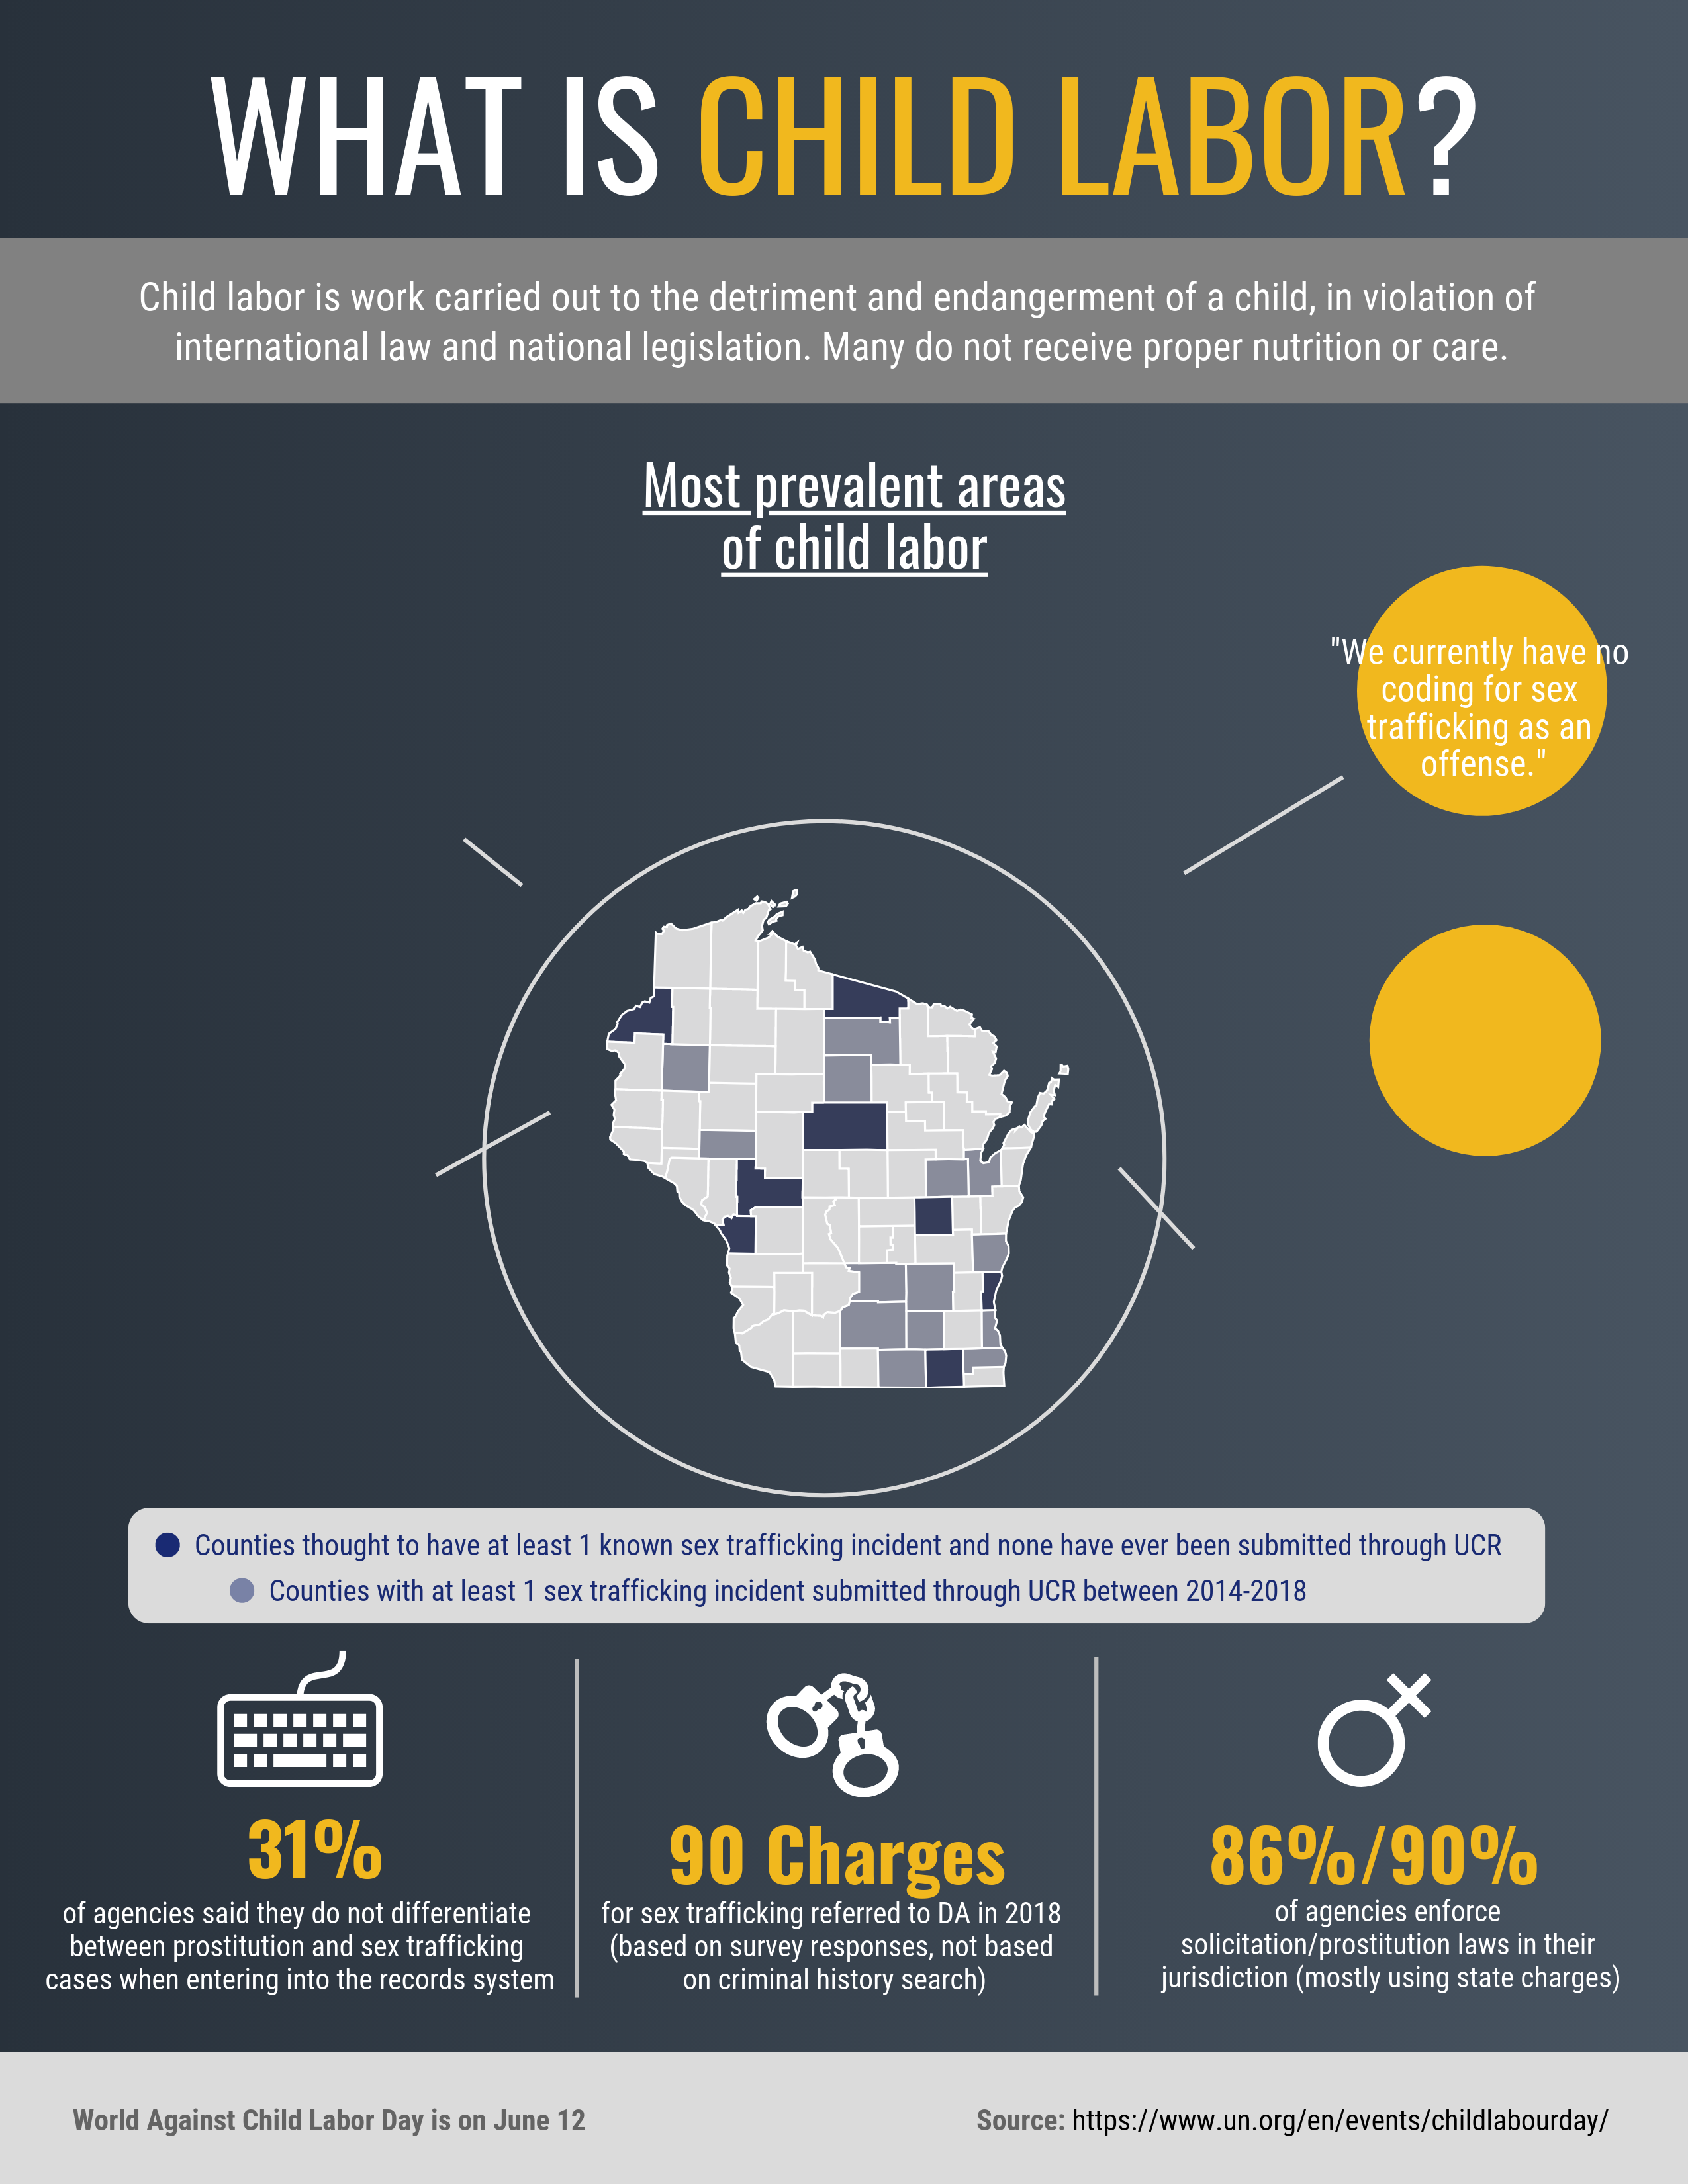 WHAT IS CHILD LABOR?
Child labor is work carried out to the detriment and endangerment of a child, in violation of
international law and national legislation. Many do not receive proper nutrition or care.
Most prevalent areas
of child labor
"We currently have no
coding for sex
trafficking as an
offense."
Counties thought to have at least 1 known sex trafficking incident and none have ever been submitted through UCR
Counties with at least 1 sex trafficking incident submitted through UCR between 2014-2018
31%
of agencies said they do not differentiate
between prostitution and sex trafficking
cases when entering into the records system
90 Charges
for sex trafficking referred to DA in 2018
(based on survey responses, not based
on criminal history search)
86%/90%
of agencies enforce
solicitation/prostitution laws in their
jurisdiction (mostly using state charges)
World Against Child Labor Day is on June 12
Source: https://www.un.org/en/events/childlabourday/